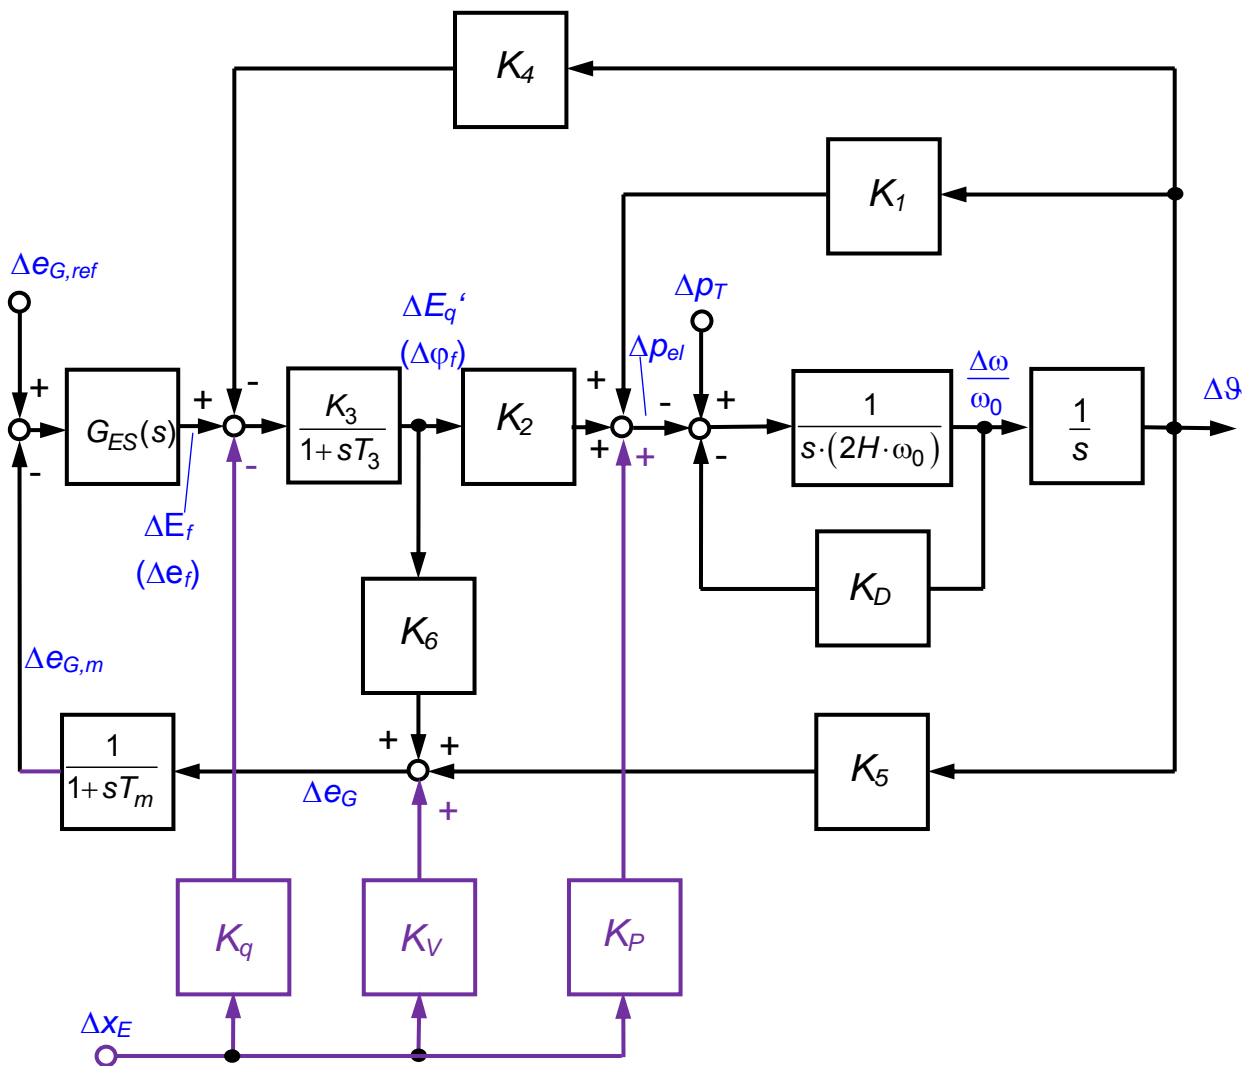 K4
K1
ΔeG,ref
ΔpT
ΔEq‘
(Δφf)
Δpel
Δω
ω0
Δϑ
+
-
+
+
-
+
GES(s)
K3
1+sT3
K2
1
s·(2H·ω0)
1
s
-
-
+
+
-
ΔEf
(Δef)
KD
K6
ΔeG,m
+
+
1
1+sTm
K5
ΔeG
+
Kq
KV
KP
ΔxE